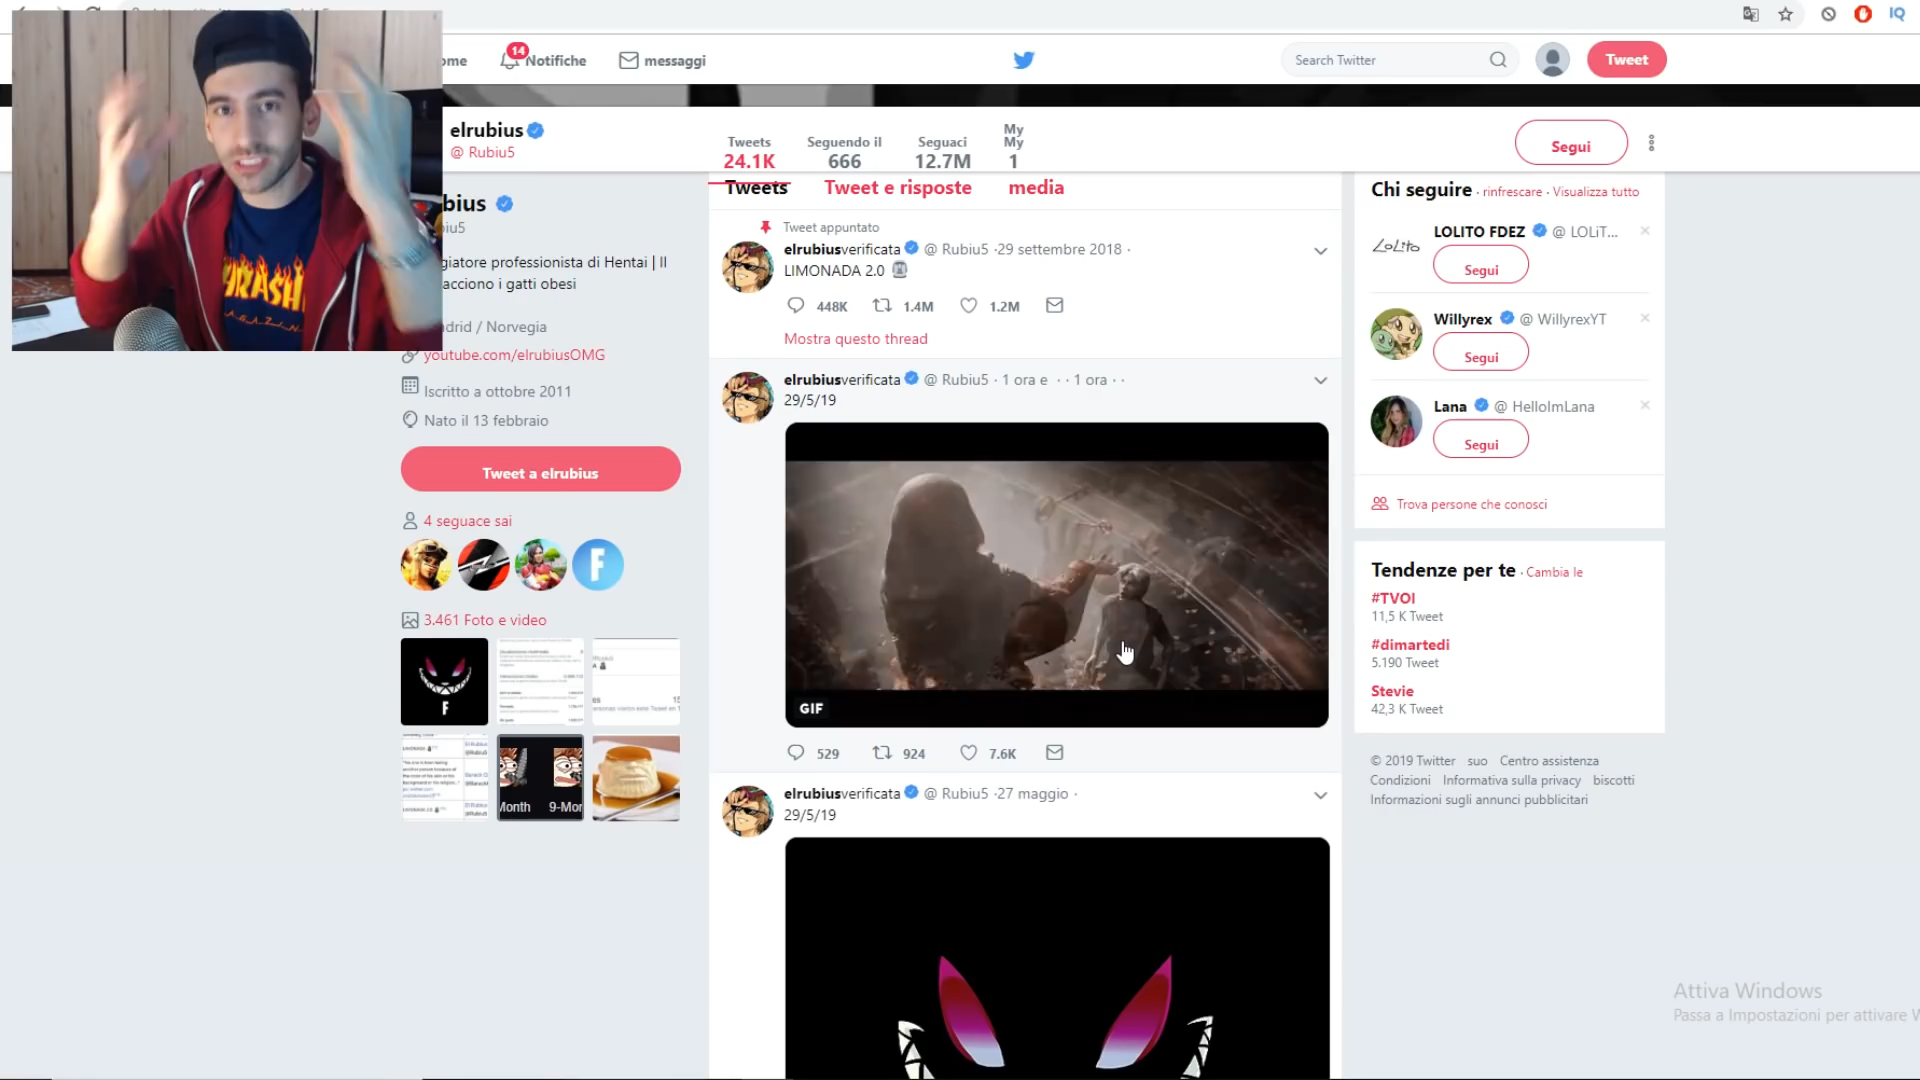 ome
14
Notifiche
messaggi
Search Twitter
Tweet
IQ
elrubius
@ Rubiu5
Tweets
24.1K
Seguendo il
666
Seguaci
12.7M
My
My
1
Segui
THRASH
MAGAZIN
bius
iu5
giatore professionista di Hentai | Il
acciono i gatti obesi
drid / Norvegia
youtube.com/elrubiusOMG
Iscritto a ottobre 2011
Nato il 13 febbraio
Tweet a elrubius
4 seguace sai
F
3.461 Foto e video
F
Month
9-Mor
Tweets
Tweet e risposte
media
Tweet appuntato
elrubiusverificata @ Rubiu5 ·29 settembre 2018 ·
LIMONADA 2.0
448K
1.4M
1.2M
Mostra questo thread
elrubiusverificata @ Rubiu5 · 1 ora e · · 1 ora · ·
29/5/19
GIF
529
924
7.6K
elrubiusverificata @ Rubiu5 ·27 maggio ·
29/5/19
Chi seguire · rinfrescare · Visualizza tutto
LoLito
LOLITO FDEZ @ LOLiT...
Segui
Willyrex @ WillyrexYT
Segui
Lana @ HelloImLana
Segui
Trova persone che conosci
Tendenze per te · Cambia le
#TVOI
11,5 K Tweet
#dimartedi
5.190 Tweet
Stevie
42,3 K Tweet
© 2019 Twitter suo Centro assistenza
Condizioni Informativa sulla privacy biscotti
Informazioni sugli annunci pubblicitari
Attiva Windows
Passa a Impostazioni per attivare W